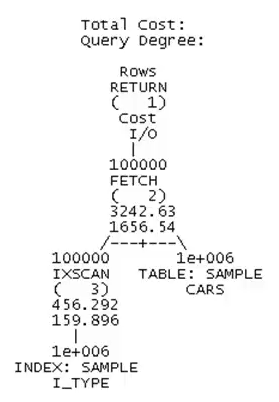 Total Cost:
Query Degree:
Rows
RETURN
( 1)
Cost
I/O
|
100000
FETCH
( 2)
3242.63
1656.54
/---+---\
100000 1e+006
IXSCAN TABLE: SAMPLE
( 3) CARS
456.292
159.896
|
1e+006
INDEX: SAMPLE
I_TYPE